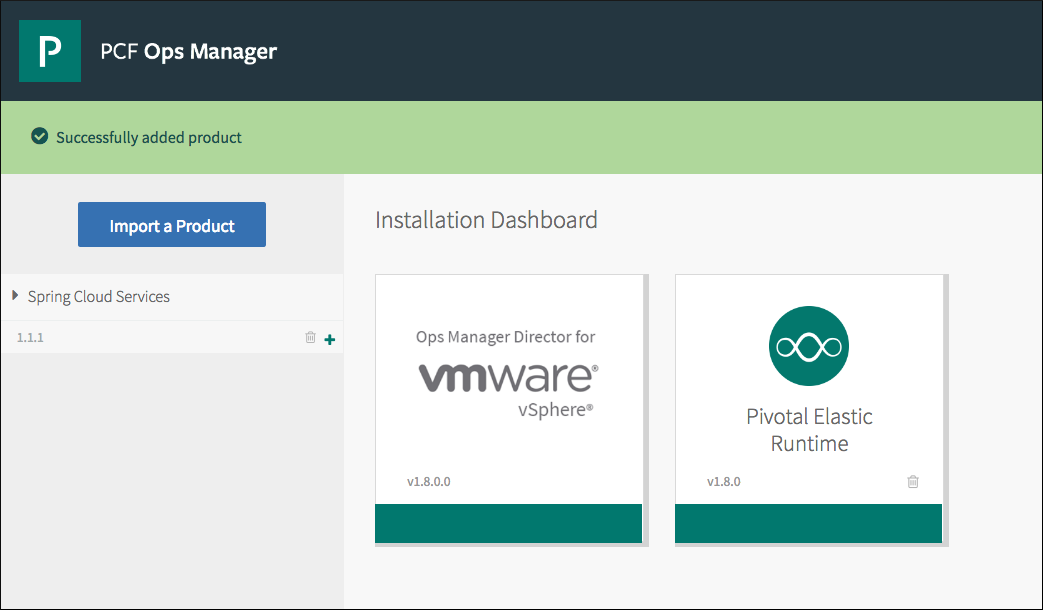 P
PCF Ops Manager
Successfully added product
Import a Product
Spring Cloud Services
1.1.1
Installation Dashboard
Ops Manager Director for
vmware®
vSphere®
v1.8.0.0
Pivotal Elastic
Runtime
v1.8.0